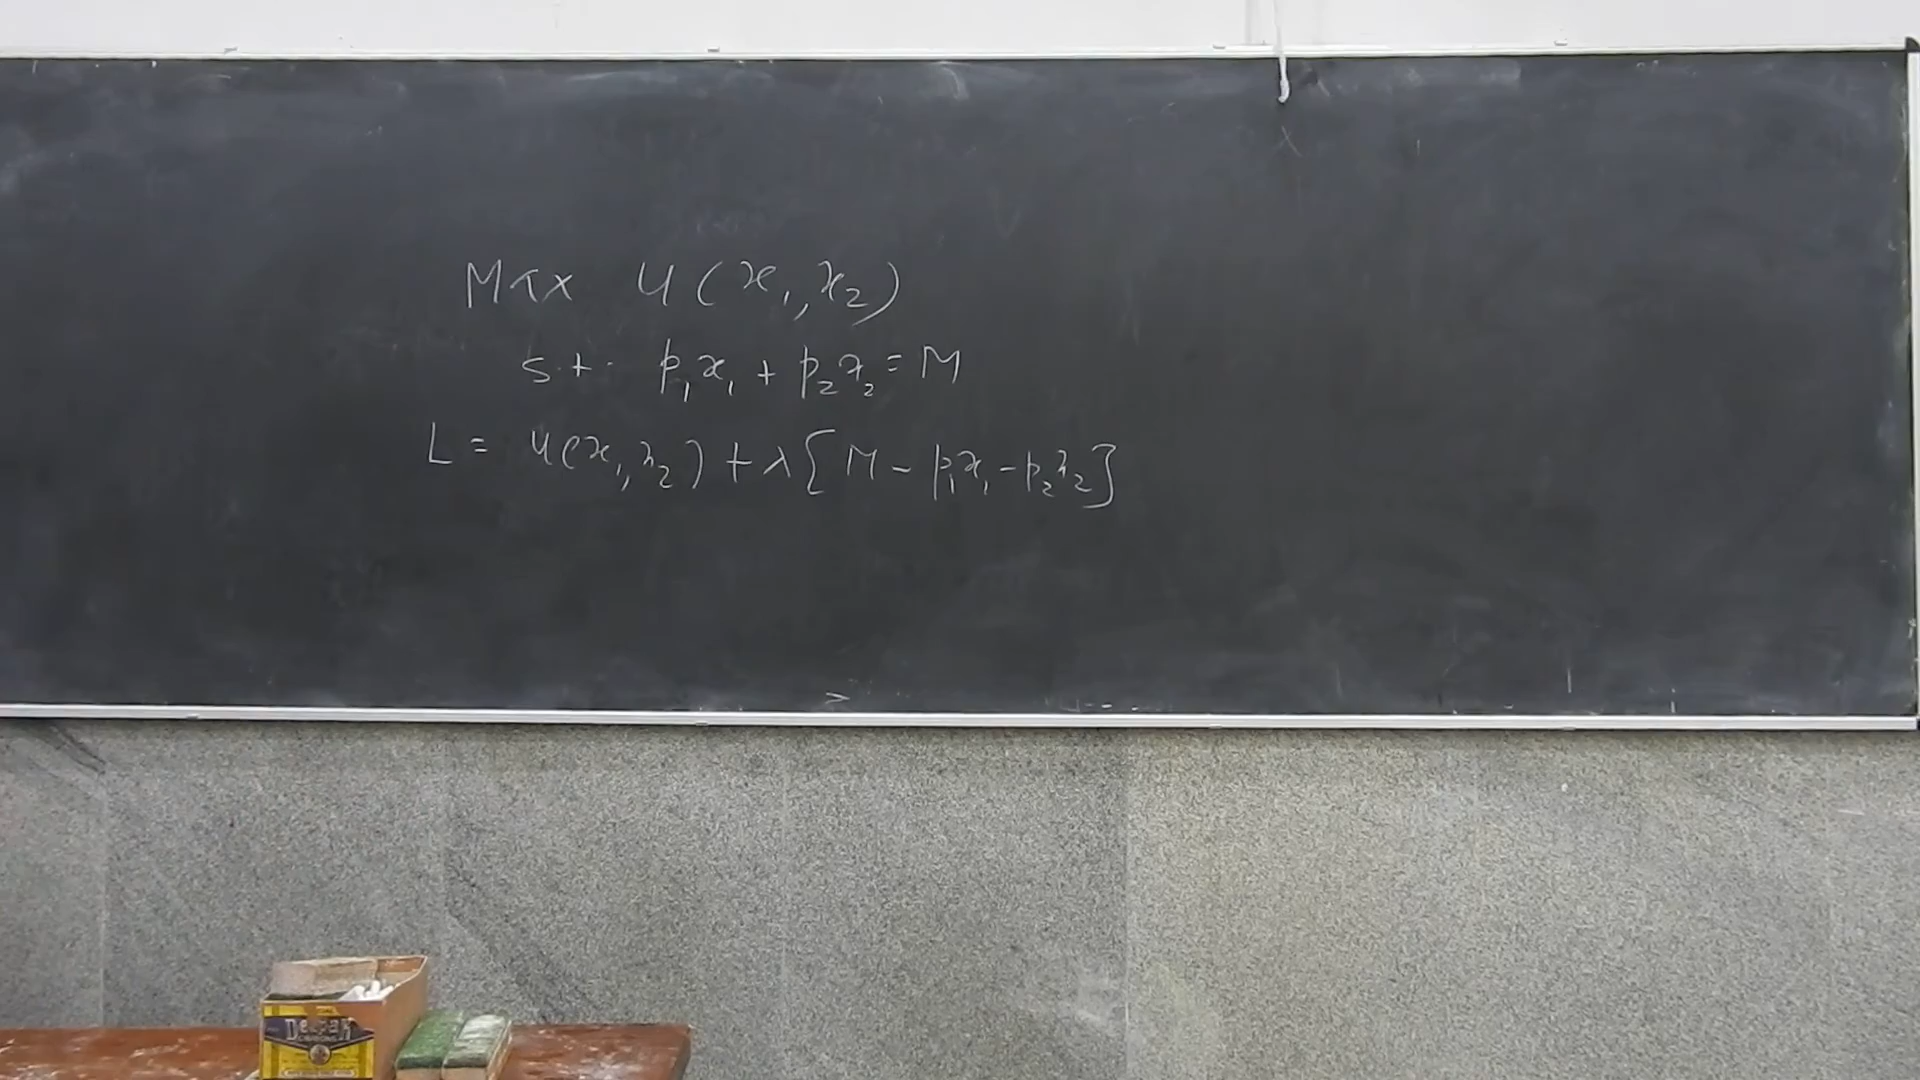 Max U(x₁, x₂)
s.t. p₁x₁ + p₂x₂ = M
L = U(x₁, x₂) + λ[M - p₁x₁ - p₂x₂]